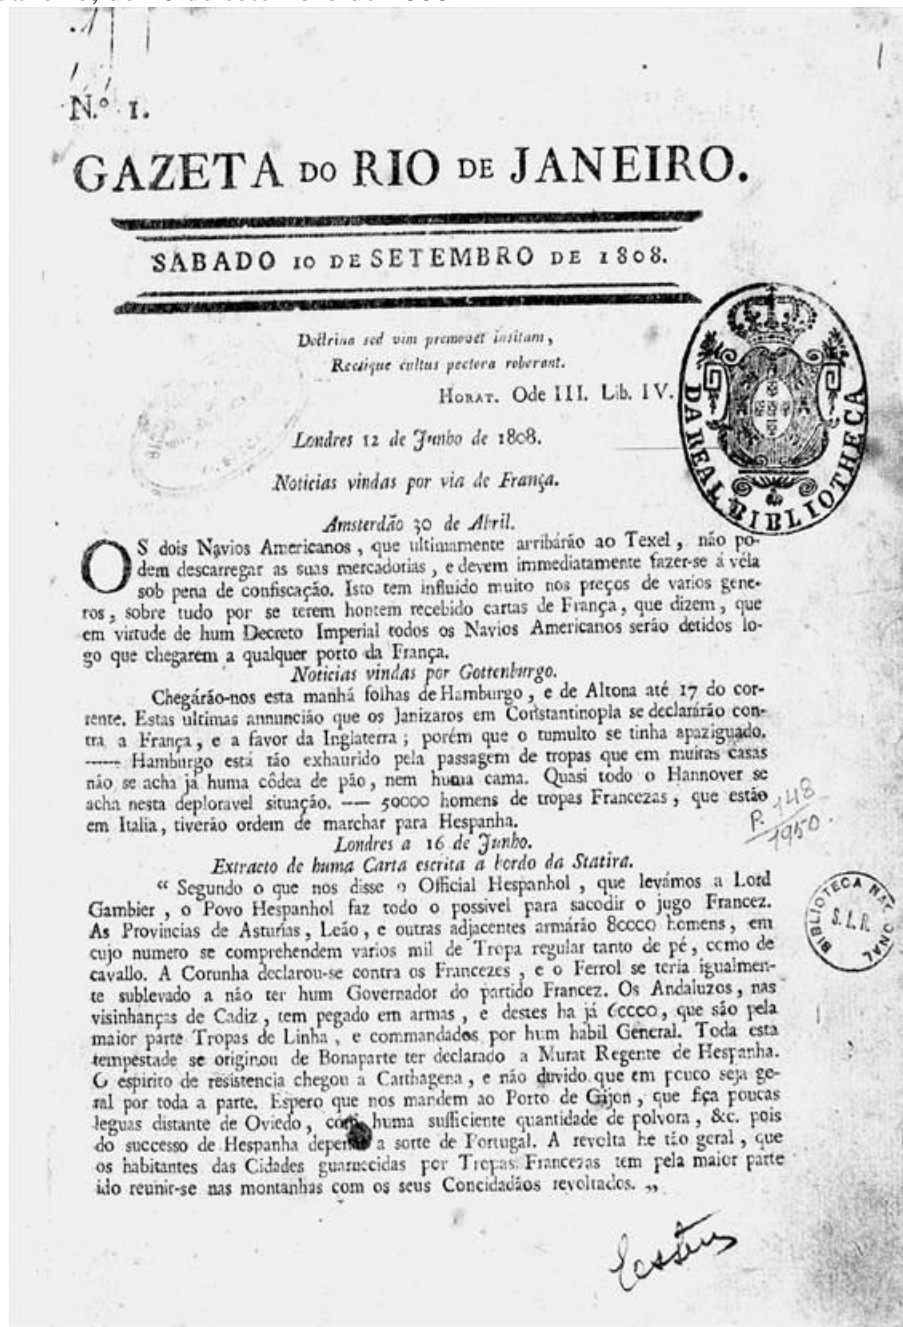 N.º 1.
GAZETA DO RIO DE JANEIRO.
SABADO 10 DE SETEMBRO DE 1808.
Doctrina sed vim promovet insitam,
Rectique cultus pectora roborant.
HORAT. Ode III. Lib. IV.
DA REAL BIBLIOTHECA
Londres 12 de Junho de 1808.
Noticias vindas por via de França.
Amsterdão 30 de Abril.
OS dois Navios Americanos, que ultimamente arribárão ao Texel, não po-
dem descarregar as suas mercadorias, e devem immediatamente fazer-se á véla
sob pena de confiscação. Isto tem influido muito nos preços de varios gene-
ros, sobre tudo por se terem hontem recebido cartas de França, que dizem, que
em virtude de hum Decreto Imperial todos os Navios Americanos serão detidos lo-
go que chegarem a qualquer porto da França.
Noticias vindas por Gottenburgo.
Chegárão-nos esta manhá folhas de Hamburgo, e de Altona até 17 do cor-
rente. Estas ultimas annuncião que os Janizaros em Constantinopla se declarárão con-
tra a França, e a favor da Inglaterra; porém que o tumulto se tinha apaziguado.
—— Hamburgo está tão exhaurido pela passagem de tropas que em muitas casas
não se acha já huma côdea de pão, nem huma cama. Quasi todo o Hannover se
acha nesta deploravel situação. —— 50000 homens de tropas Francezas, que estão
em Italia, tiverão ordem de marchar para Hespanha.
P. 148
1950.
Londres a 16 de Junho.
Extracto de huma Carta escrita a bordo da Statira.
“ Segundo o que nos disse o Official Hespanhol, que levámos a Lord
Gambier, o Povo Hespanhol faz todo o possivel para sacodir o jugo Francez.
As Provincias de Asturias, Leão, e outras adjacentes armárão 80000 homens, em
cujo numero se comprehendem varios mil de Tropa regular tanto de pé, como de
cavallo. A Corunha declarou-se contra os Francezes, e o Ferrol se teria igualmen-
te sublevado a não ter hum Governador do partido Francez. Os Andaluzos, nas
visinhanças de Cadiz, tem pegado em armas, e destes ha já 60000, que são pela
maior parte Tropas de Linha, e commandados por hum habil General. Toda esta
tempestade se originou de Bonaparte ter declarado a Murat Regente de Hespanha.
O espirito de resistencia chegou a Carthagena, e não duvido que em pouco seja ge-
ral por toda a parte. Espero que nos mandem ao Porto de Gijon, que fica poucas
leguas distante de Oviedo, com huma sufficiente quantidade de polvora, &c. pois
do successo de Hespanha depende a sorte de Portugal. A revolta he tão geral, que
os habitantes das Cidades guarnecidas por Tropas Francezas tem pela maior parte
ido reunir-se nas montanhas com os seus Concidadãos revoltados. „
BIBLIOTECA NACIONAL
S.L.R.